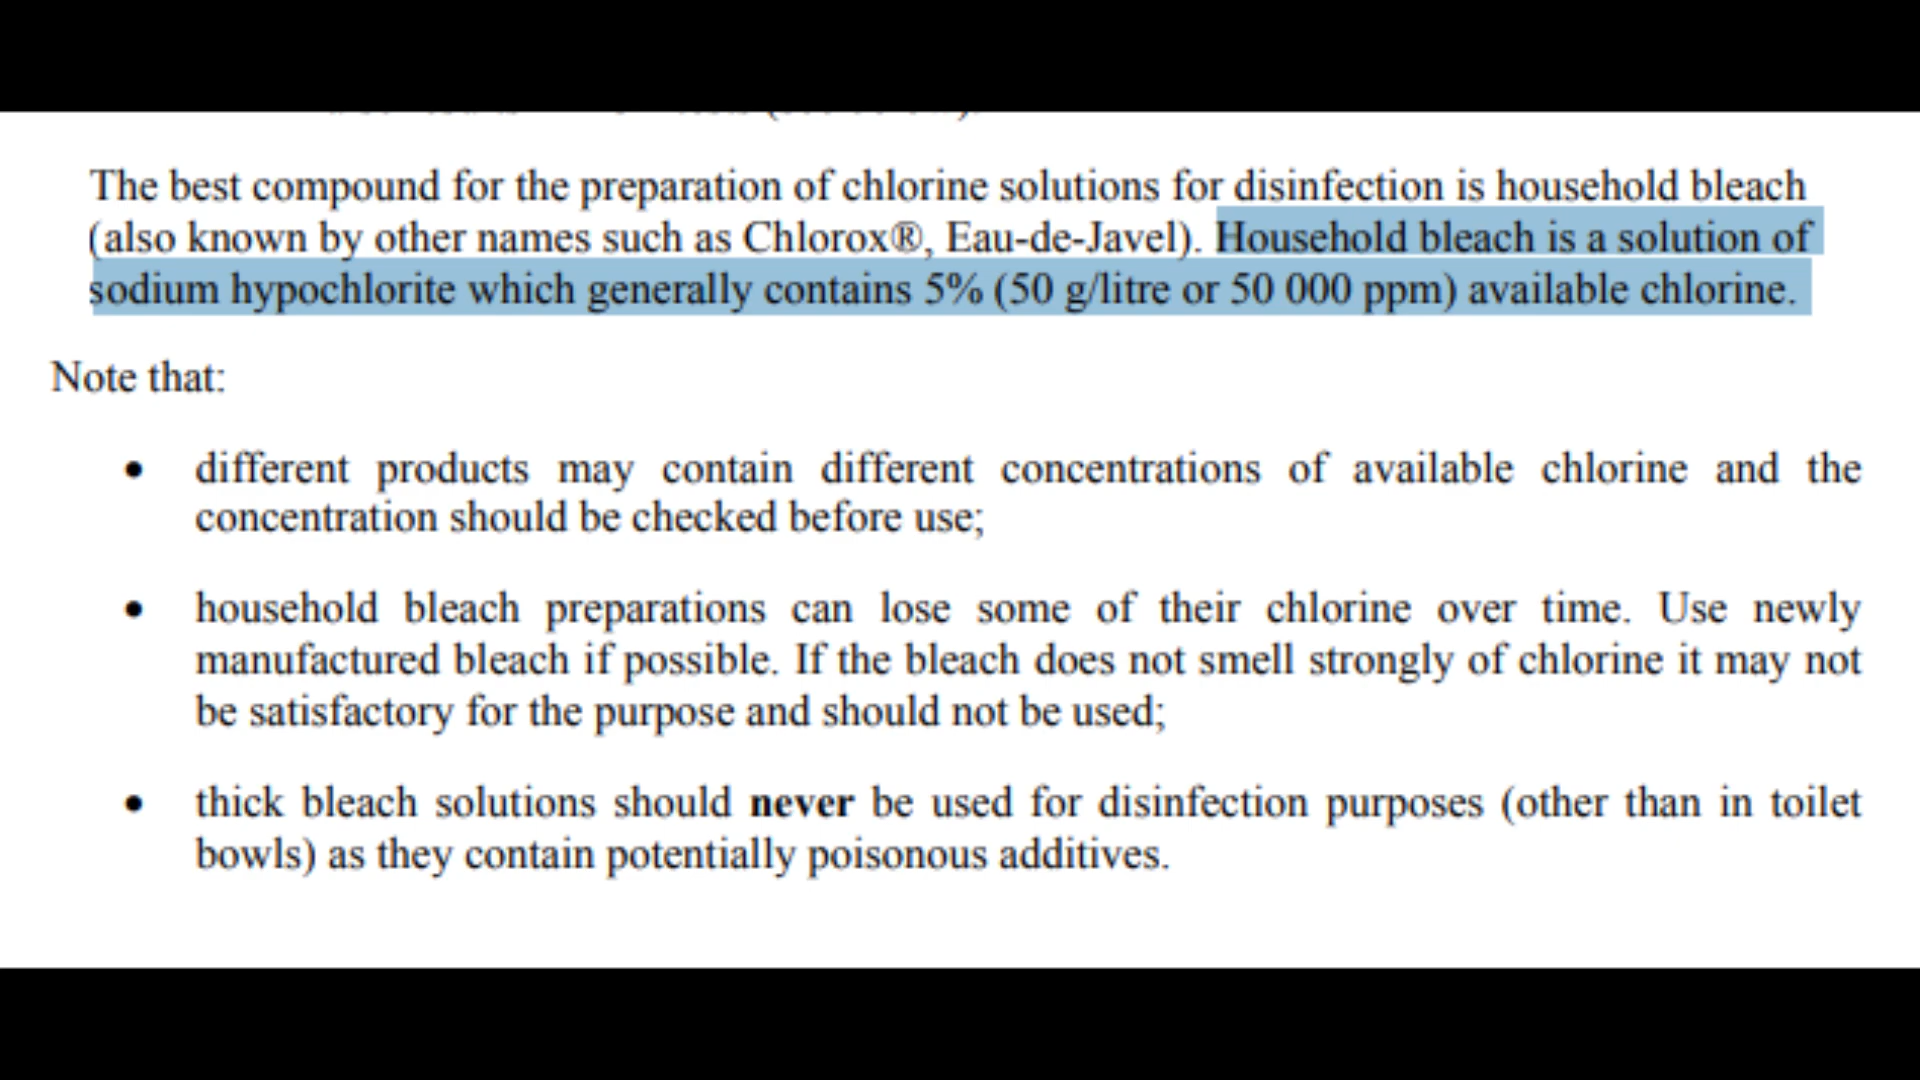 The best compound for the preparation of chlorine solutions for disinfection is household bleach
(also known by other names such as Chlorox®, Eau-de-Javel). Household bleach is a solution of
sodium hypochlorite which generally contains 5% (50 g/litre or 50 000 ppm) available chlorine.
Note that:
• different products may contain different concentrations of available chlorine and the
concentration should be checked before use;
• household bleach preparations can lose some of their chlorine over time. Use newly
manufactured bleach if possible. If the bleach does not smell strongly of chlorine it may not
be satisfactory for the purpose and should not be used;
• thick bleach solutions should never be used for disinfection purposes (other than in toilet
bowls) as they contain potentially poisonous additives.